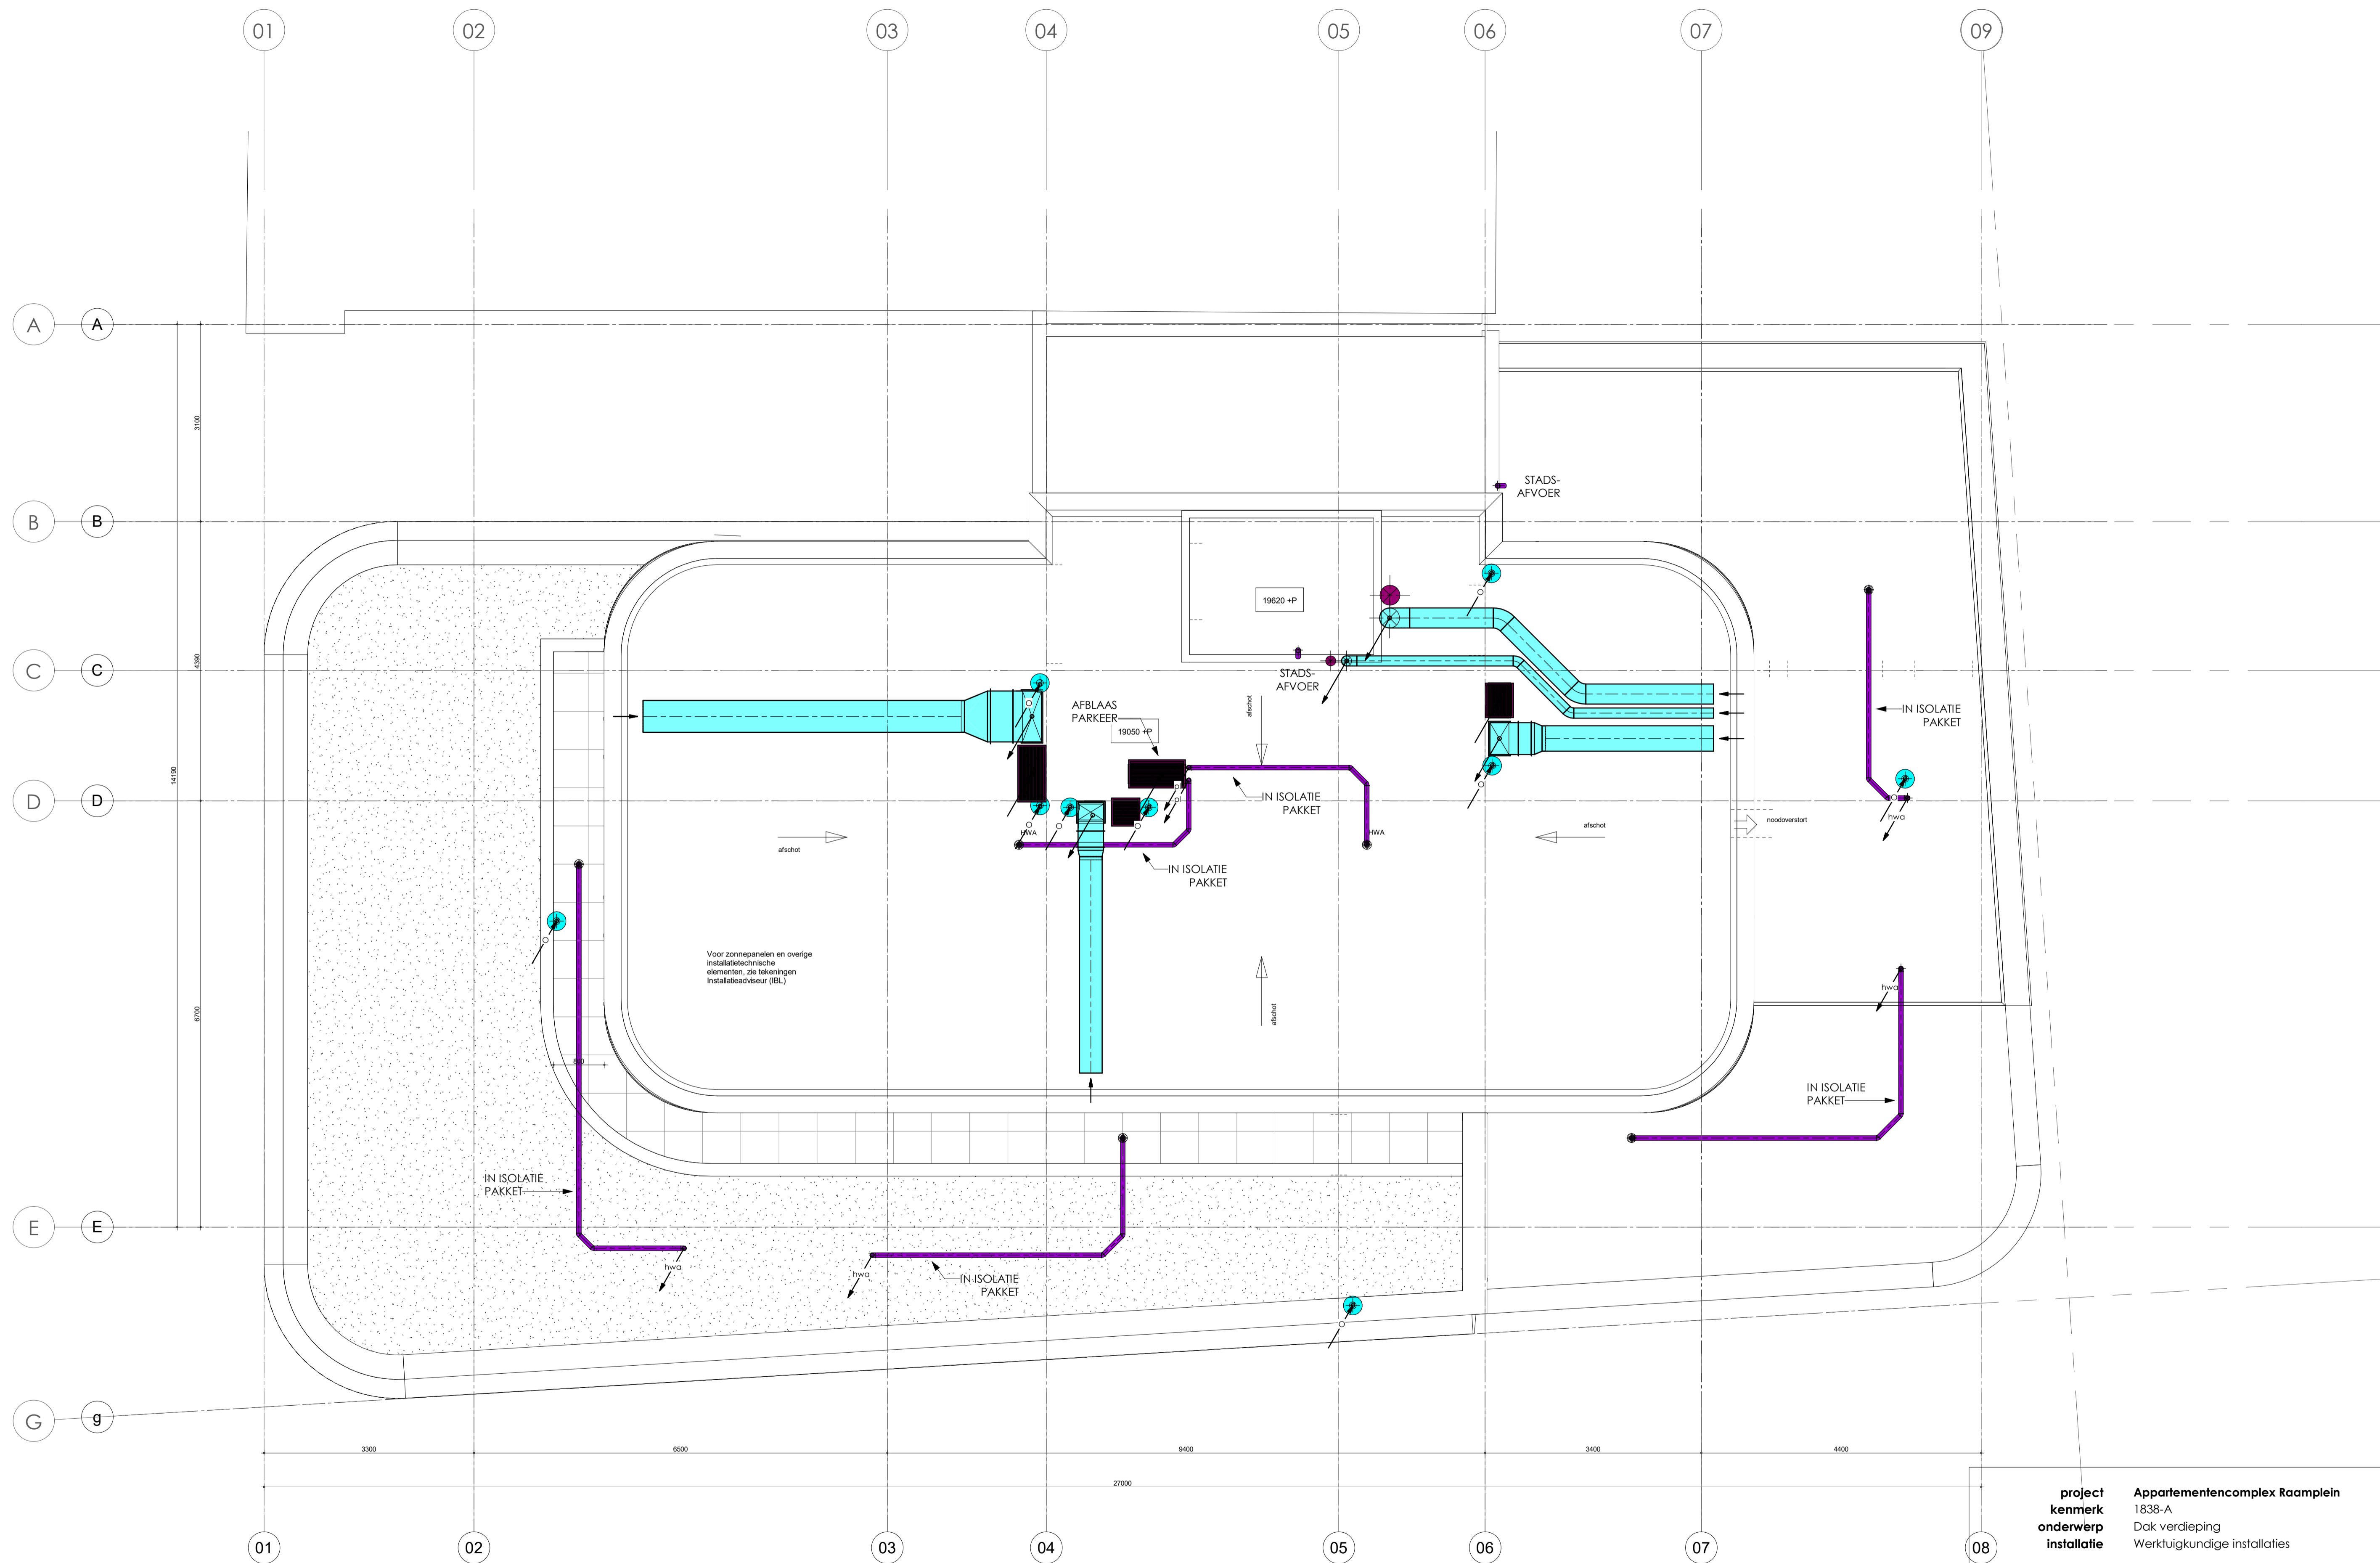 01
02
03
04
05
06
07
09
A
A
3100
STADS-
AFVOER
B
B
19620 +P
4390
C
C
STADS-
AFVOER
AFBLAAS
PARKEER
afschot
19050 +P
IN ISOLATIE
PAKKET
14190
IN ISOLATIE
PAKKET
D
D
HWA
HWA
hwa
noodoverstort
afschot
afschot
IN ISOLATIE
PAKKET
Voor zonnepanelen en overige
installatietechnische
elementen, zie tekeningen
Installatieadviseur (IBL)
hwa
6700
afschot
IN ISOLATIE
PAKKET
IN ISOLATIE
PAKKET
E
E
hwa
hwa
IN ISOLATIE
PAKKET
G
g
3300
6500
9400
3400
4400
27000
project Appartementencomplex Raamplein
kenmerk 1838-A
onderwerp Dak verdieping
installatie Werktuigkundige installaties
01
02
03
04
05
06
07
08